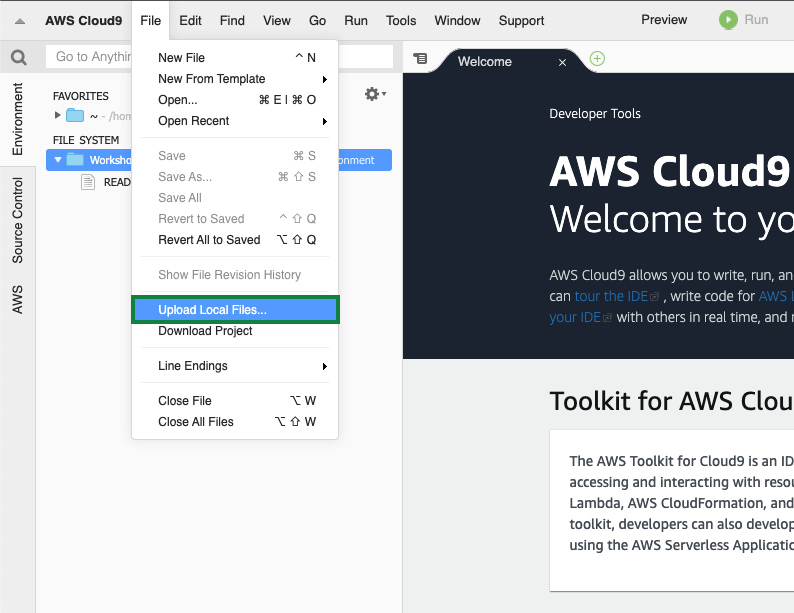 AWS Cloud9 File Edit Find View Go Run Tools Window Support Preview Run
Go to Anythin
Environment
Source Control
AWS
FAVORITES
~ - /hom
FILE SYSTEM
Worksho
onment
READ
New File ^ N
New From Template
Open... ⌘ E | ⌘ O
Open Recent
Save ⌘ S
Save As... ⌘ ⇧ S
Save All
Revert to Saved ^ ⇧ Q
Revert All to Saved ⌥ ⇧ Q
Show File Revision History
Upload Local Files...
Download Project
Line Endings
Close File ⌥ W
Close All Files ⌥ ⇧ W
Welcome
Developer Tools
AWS Cloud9
Welcome to yo
AWS Cloud9 allows you to write, run, an
can tour the IDE , write code for AWS L
your IDE with others in real time, and
Toolkit for AWS Clou
The AWS Toolkit for Cloud9 is an ID
accessing and interacting with resou
Lambda, AWS CloudFormation, and
toolkit, developers can also develop
using the AWS Serverless Applicatio